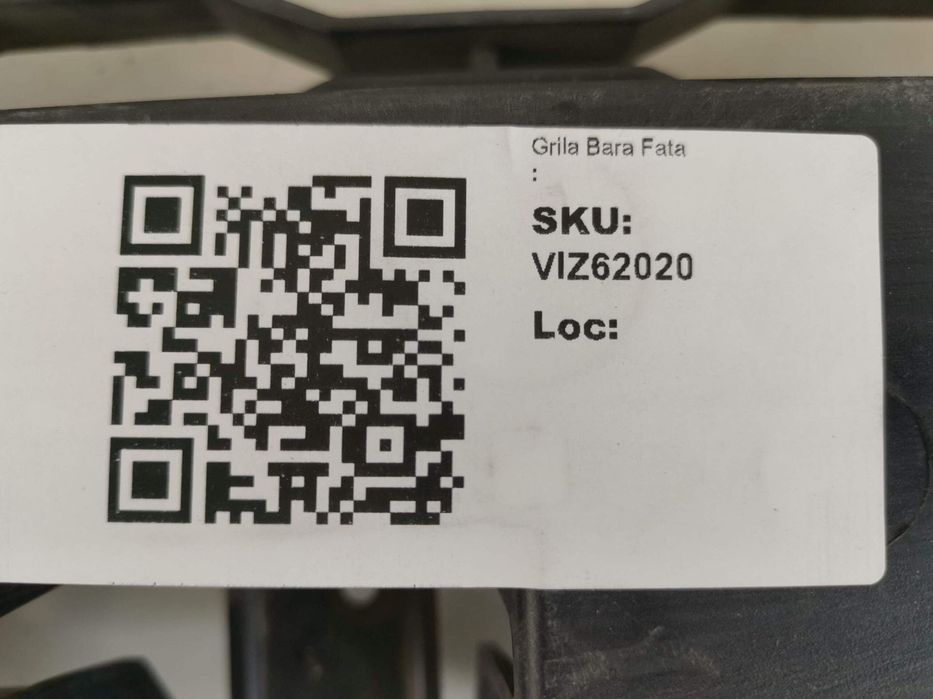 Grila Bara Fata
:
SKU:
VIZ62020
Loc: